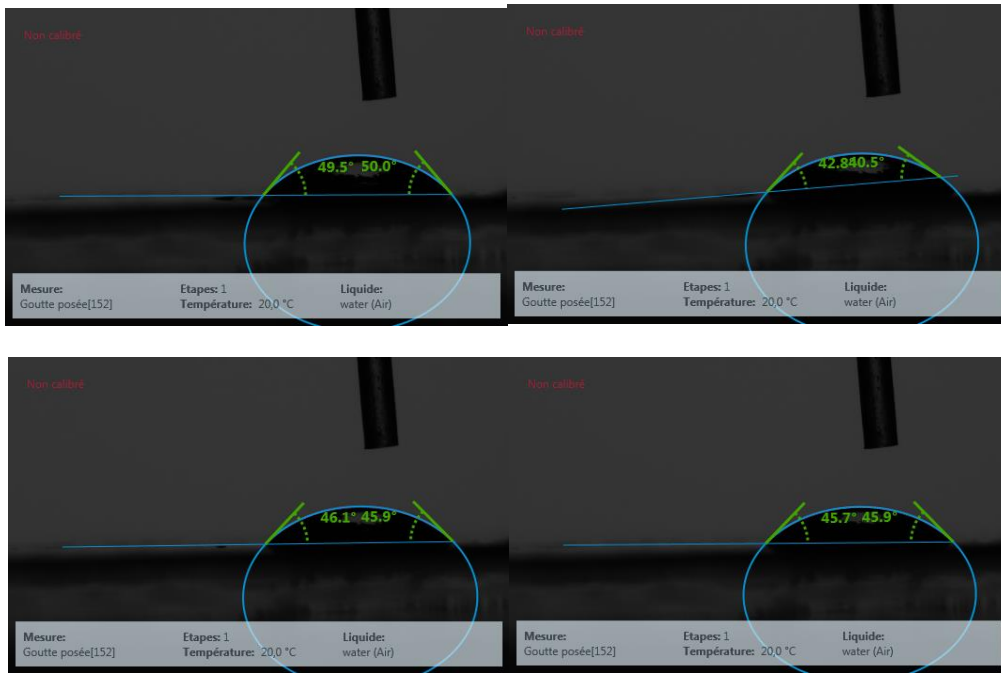 Non calibré
49.5° 50.0°
Mesure: Etapes: 1 Liquide:
Goutte posée[152] Température: 20,0 °C water (Air)
Non calibré
42.8 40.5°
Mesure: Etapes: 1 Liquide:
Goutte posée[152] Température: 20,0 °C water (Air)
Non calibré
46.1° 45.9°
Mesure: Etapes: 1 Liquide:
Goutte posée[152] Température: 20,0 °C water (Air)
Non calibré
45.7° 45.9°
Mesure: Etapes: 1 Liquide:
Goutte posée[152] Température: 20,0 °C water (Air)